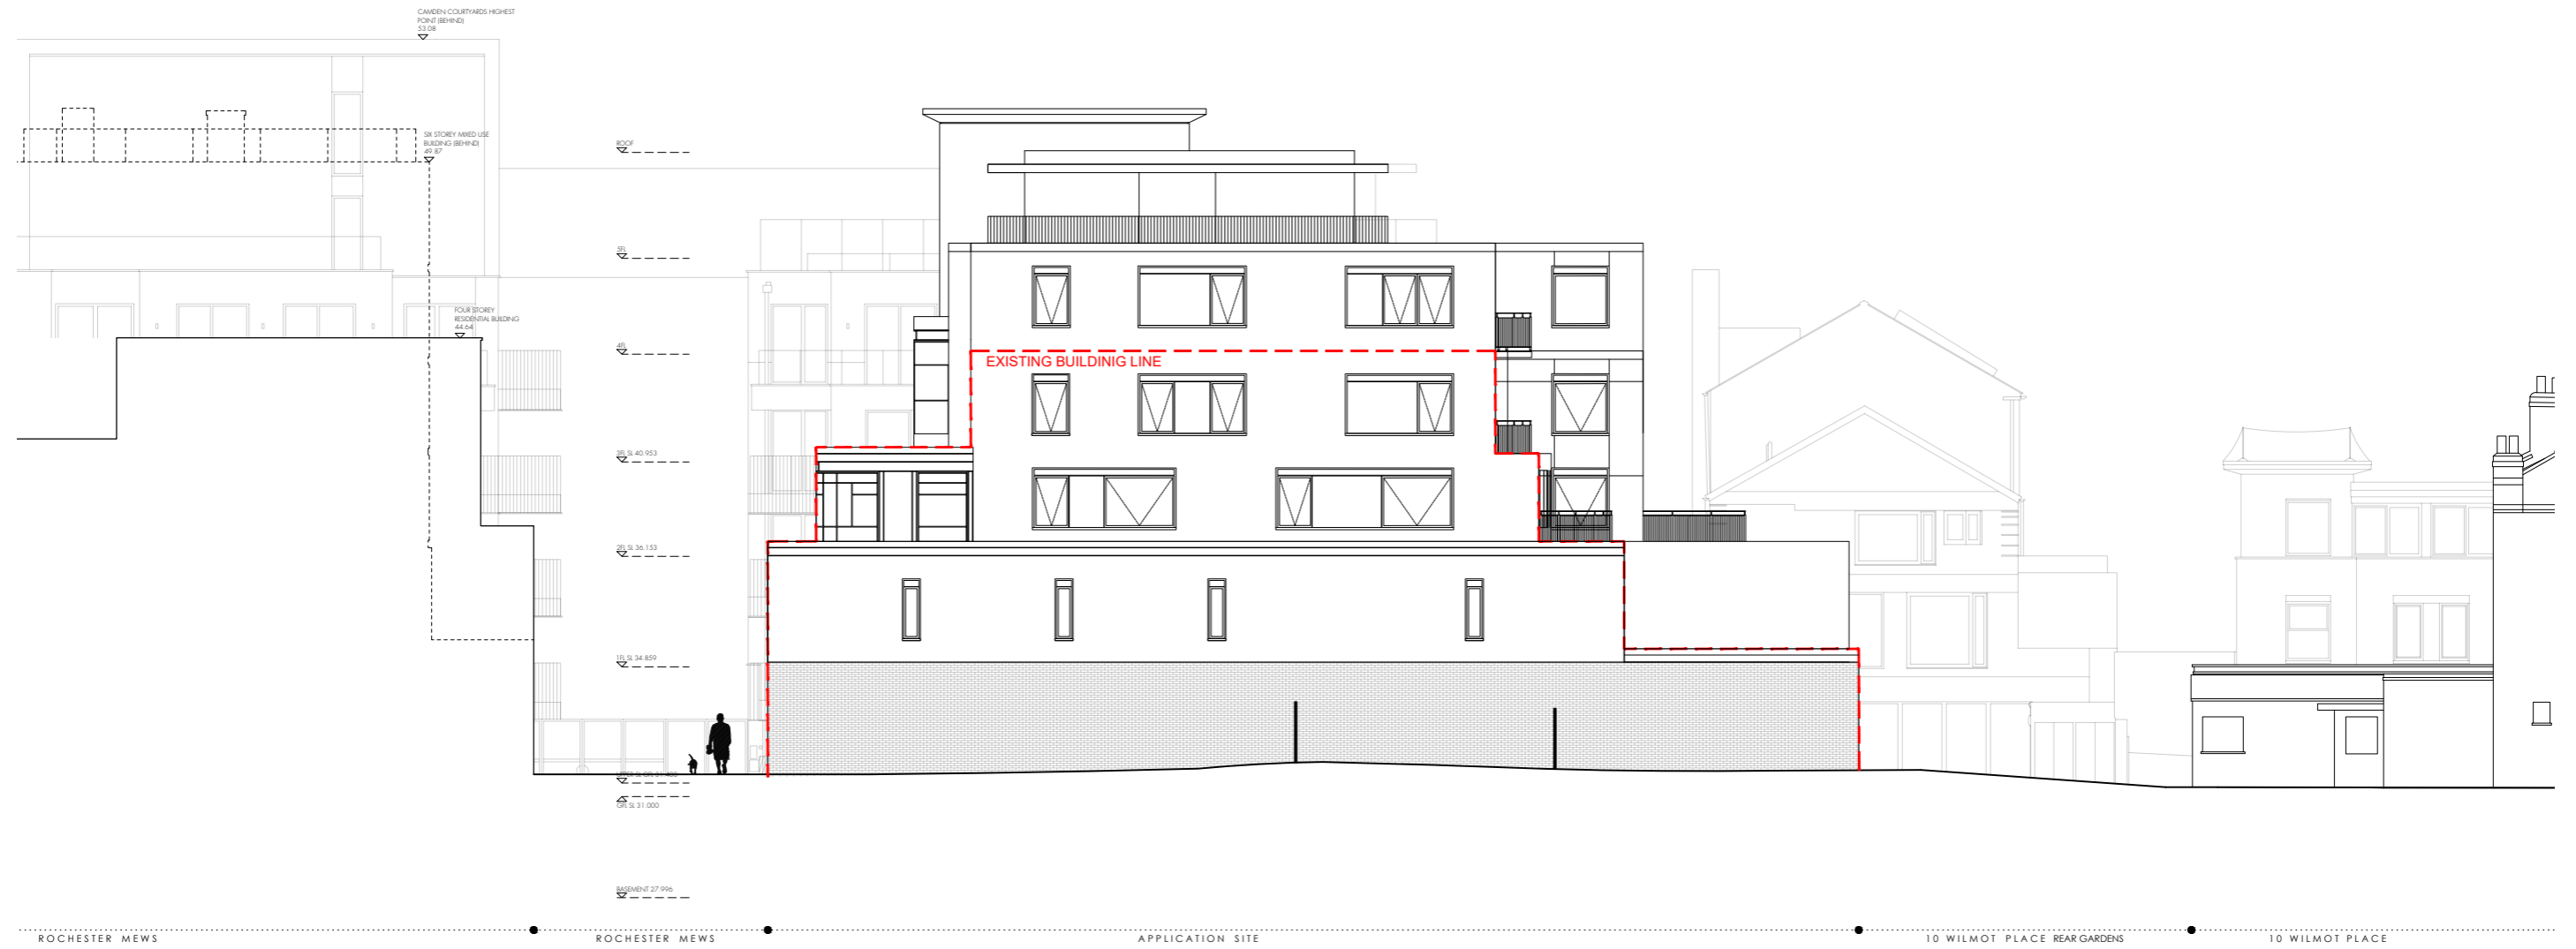 CAMDEN COURTYARDS HIGHEST
POINT (BEHIND)
53.08
SIX STOREY MIXED USE
BUILDING (BEHIND)
49.87
FOUR STOREY
RESIDENTIAL BUILDING
44.64
ROOF
5FL
4FL
3FL SL 40.953
2FL SL 36.153
1FL SL 34.859
GFL SL 31.000
BASEMENT 27.996
EXISTING BUILDINIG LINE
ROCHESTER MEWS
ROCHESTER MEWS
APPLICATION SITE
10 WILMOT PLACE REAR GARDENS
10 WILMOT PLACE